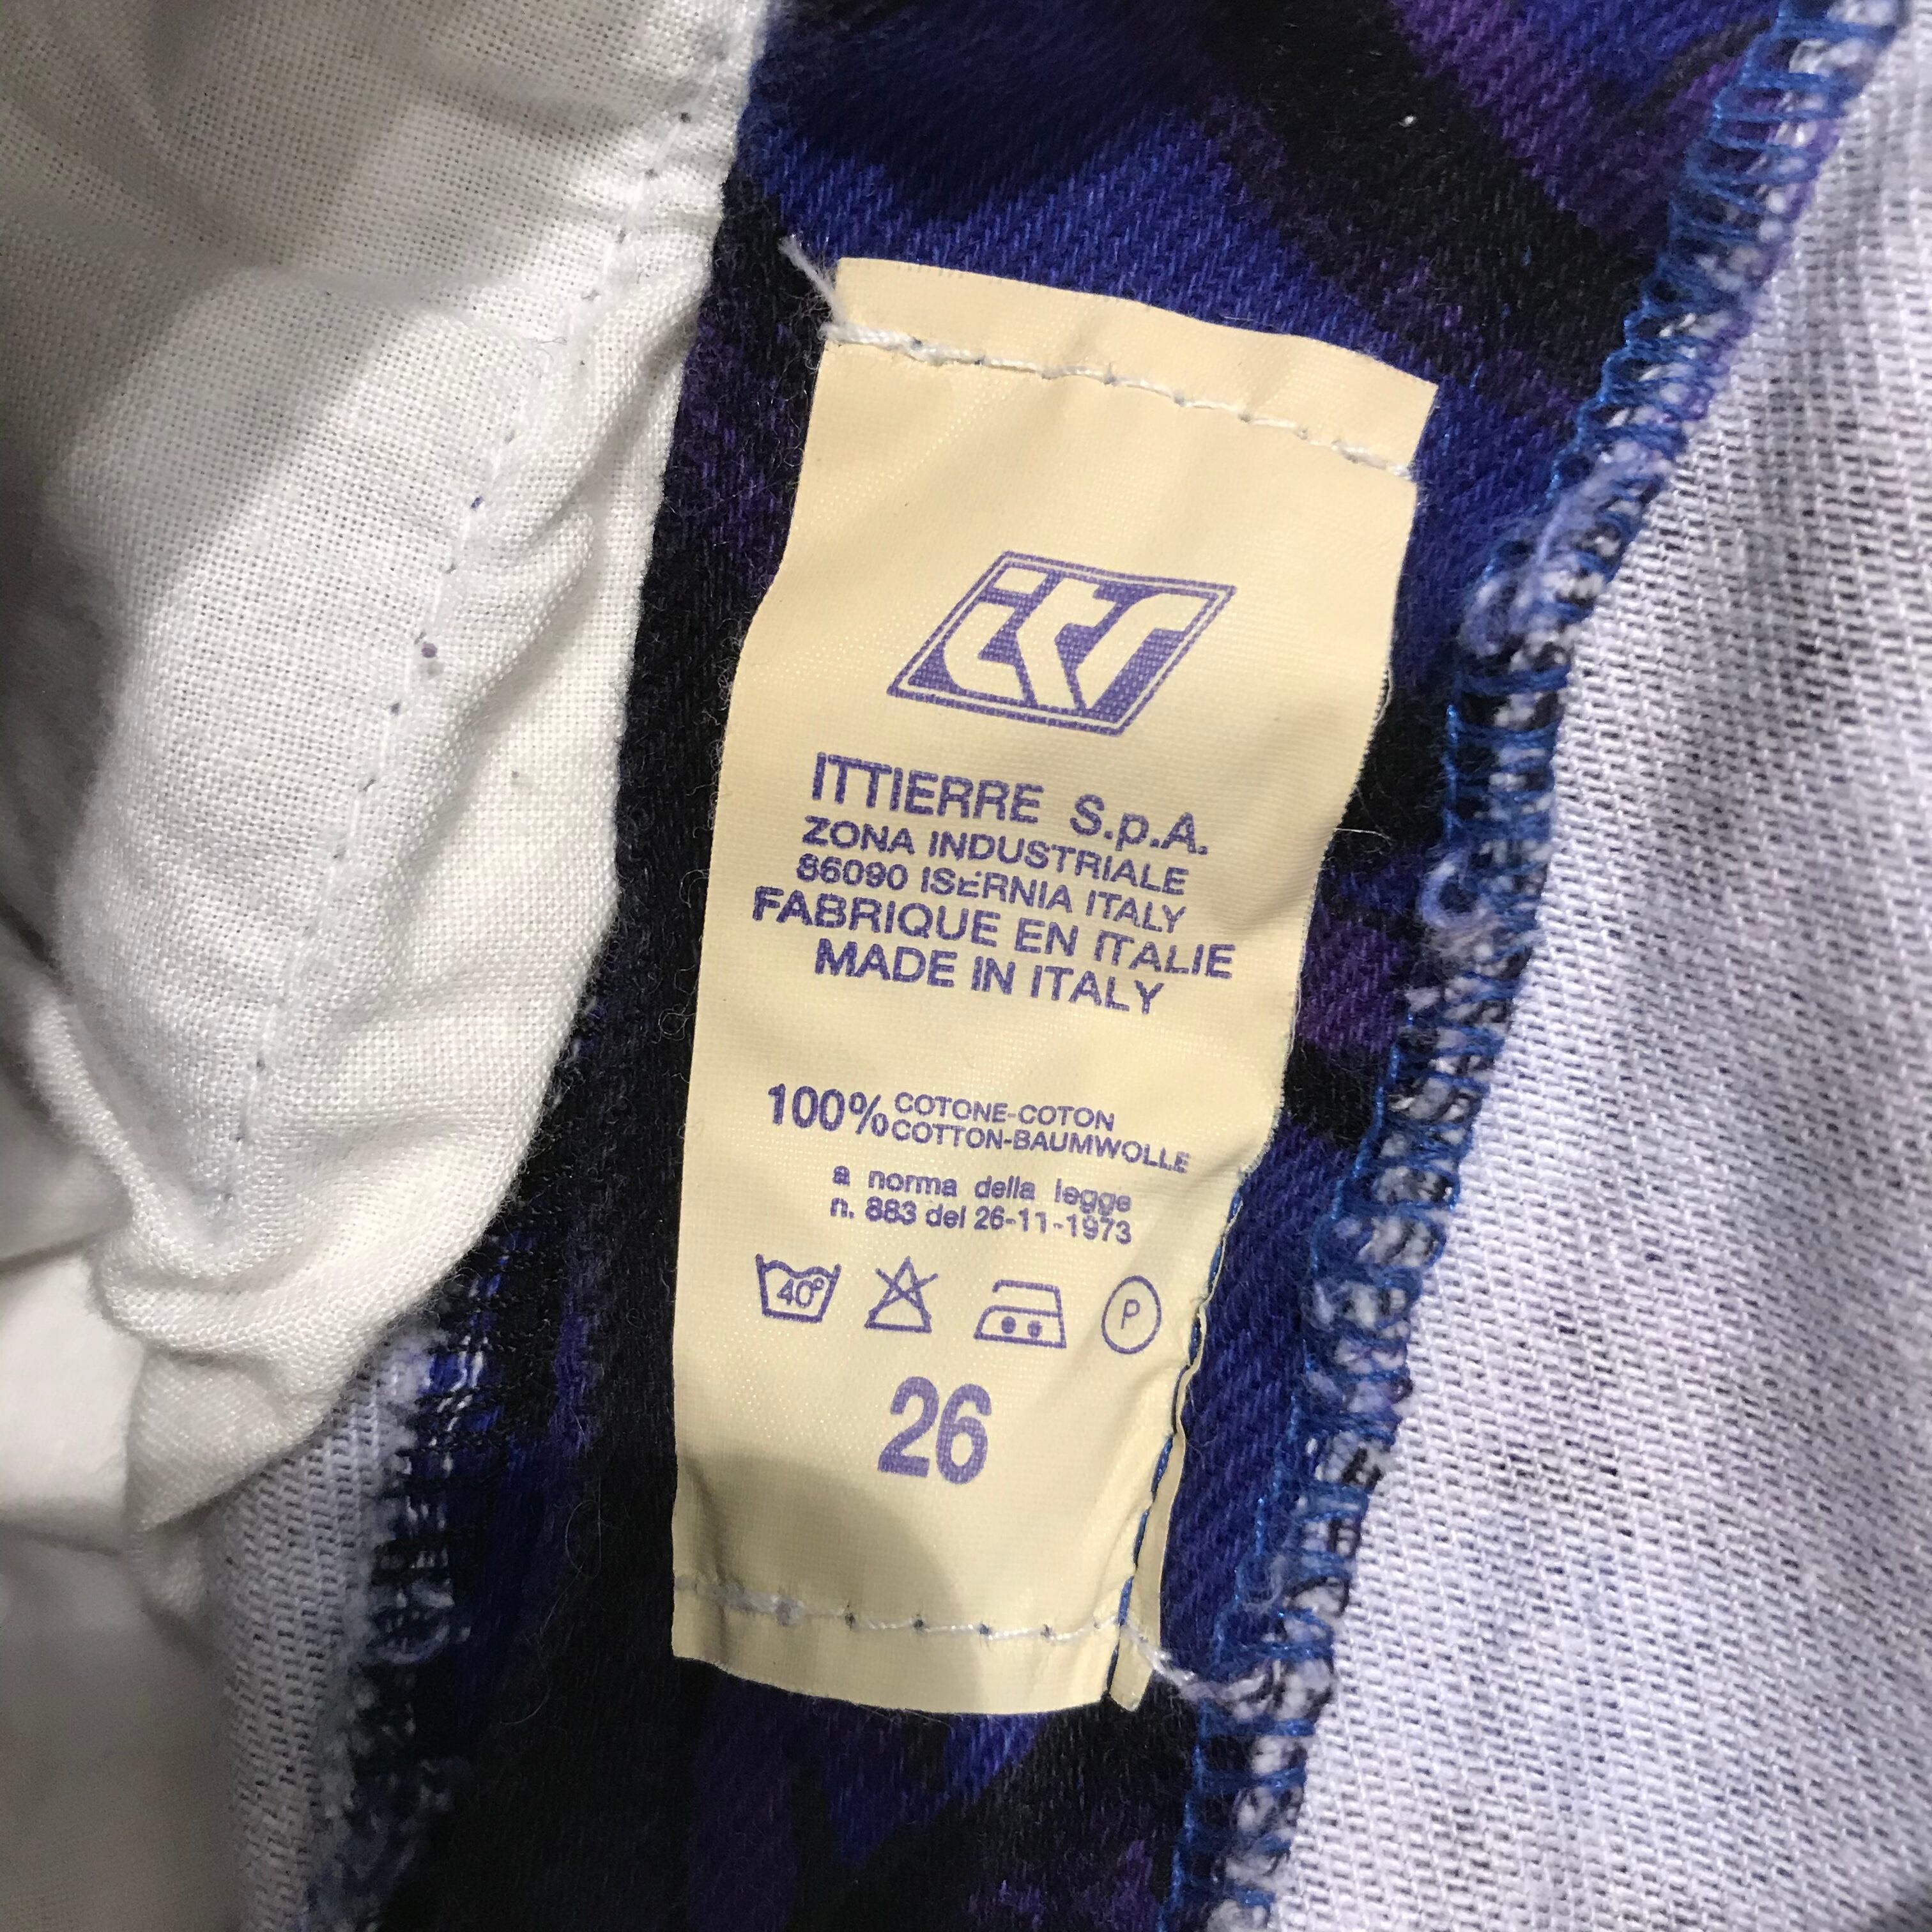 itr
ITTIERRE S.p.A.
ZONA INDUSTRIALE
86090 ISERNIA ITALY
FABRIQUE EN ITALIE
MADE IN ITALY
100% COTONE-COTON
COTTON-BAUMWOLLE
a norma della legge
n. 883 del 26-11-1973
40° P
26